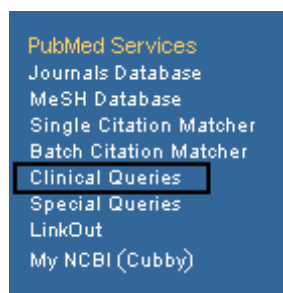 PubMed Services
Journals Database
MeSH Database
Single Citation Matcher
Batch Citation Matcher
Clinical Queries
Special Queries
LinkOut
My NCBI (Cubby)